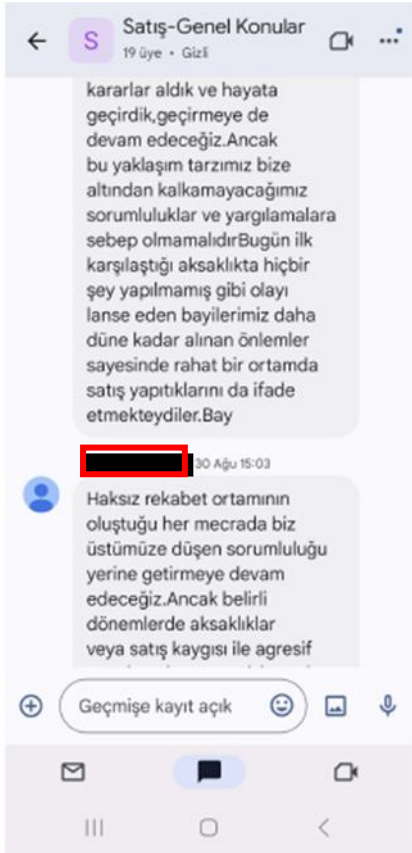 S
Satış-Genel Konular
19 üye • Gizli
kararlar aldık ve hayata
geçirdik,geçirmeye de
devam edeceğiz.Ancak
bu yaklaşım tarzımız bize
altından kalkamayacağımız
sorumluluklar ve yargılamalara
sebep olmamalıdırBugün ilk
karşılaştığı aksaklıkta hiçbir
şey yapılmamış gibi olayı
lanse eden bayilerimiz daha
düne kadar alınan önlemler
sayesinde rahat bir ortamda
satış yapıtıklarını da ifade
etmekteydiler.Bay
30 Ağu 15:03
Haksız rekabet ortamının
oluştuğu her mecrada biz
üstümüze düşen sorumluluğu
yerine getirmeye devam
edeceğiz.Ancak belirli
dönemlerde aksaklıklar
veya satış kaygısı ile agresif
Geçmişe kayıt açık